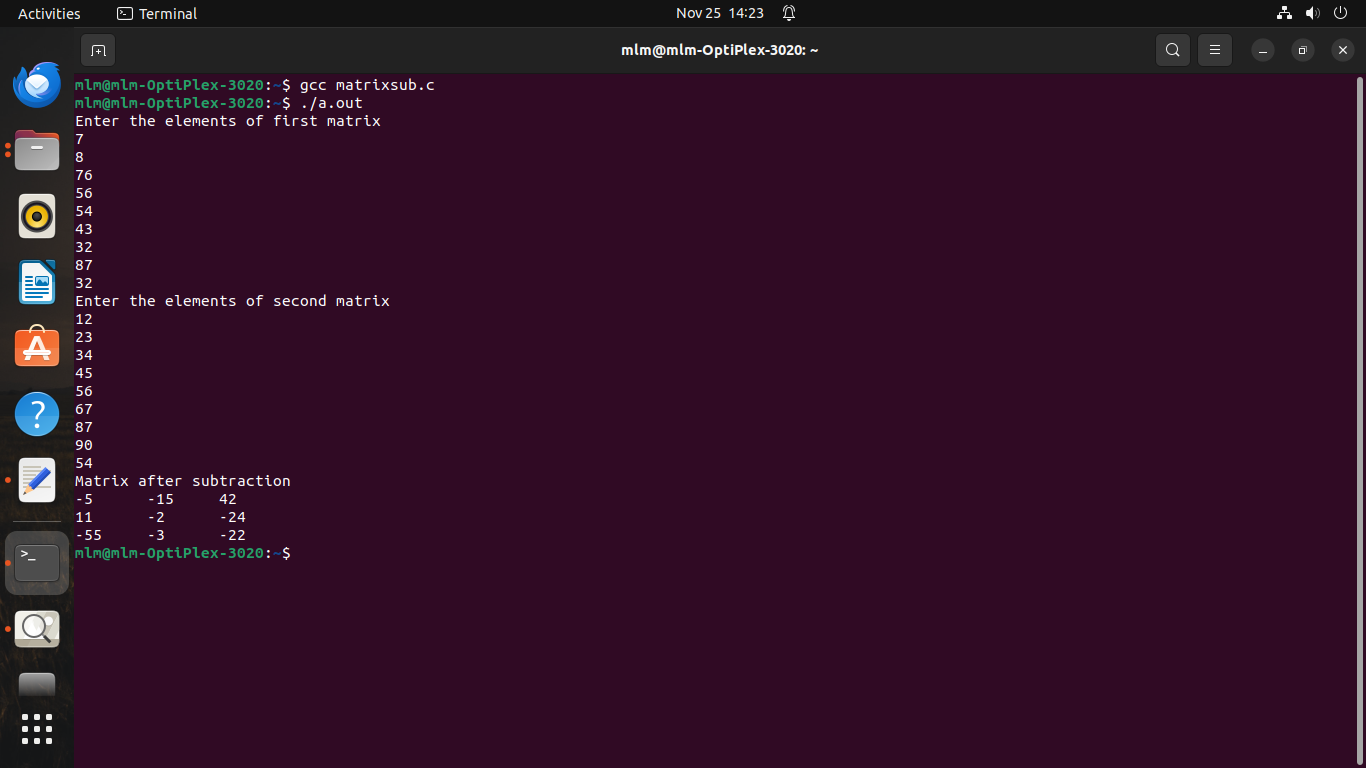 Activities Terminal Nov 25 14:23
mlm@mlm-OptiPlex-3020: ~
mlm@mlm-OptiPlex-3020:~$ gcc matrixsub.c
mlm@mlm-OptiPlex-3020:~$ ./a.out
Enter the elements of first matrix
7
8
76
56
54
43
32
87
32
Enter the elements of second matrix
12
23
34
45
56
67
87
90
54
Matrix after subtraction
-5 -15 42
11 -2 -24
-55 -3 -22
mlm@mlm-OptiPlex-3020:~$